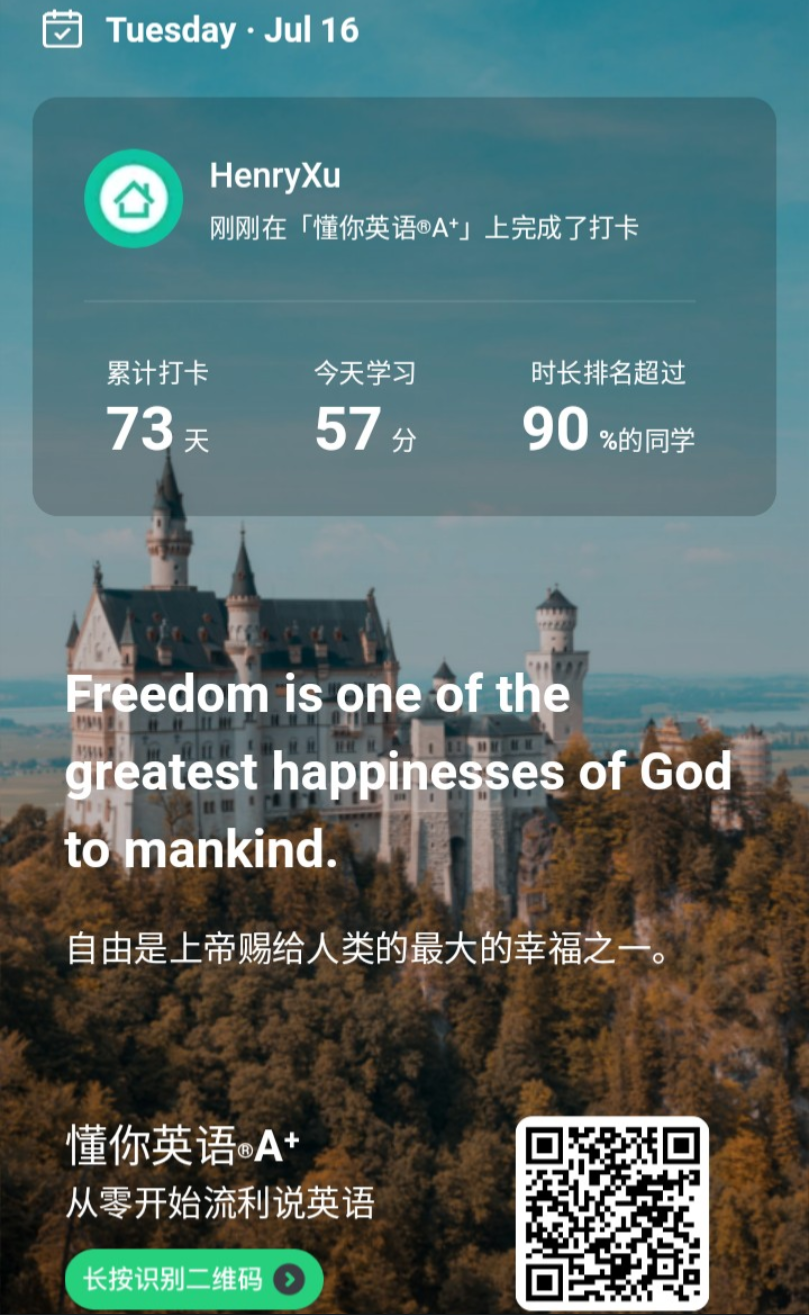 Tuesday · Jul 16
HenryXu
刚刚在「懂你英语®A⁺」上完成了打卡
累计打卡 今天学习 时长排名超过
73 天 57 分 90 %的同学
Freedom is one of the
greatest happinesses of God
to mankind.
自由是上帝赐给人类的最大的幸福之一。
懂你英语®A⁺
从零开始流利说英语
长按识别二维码